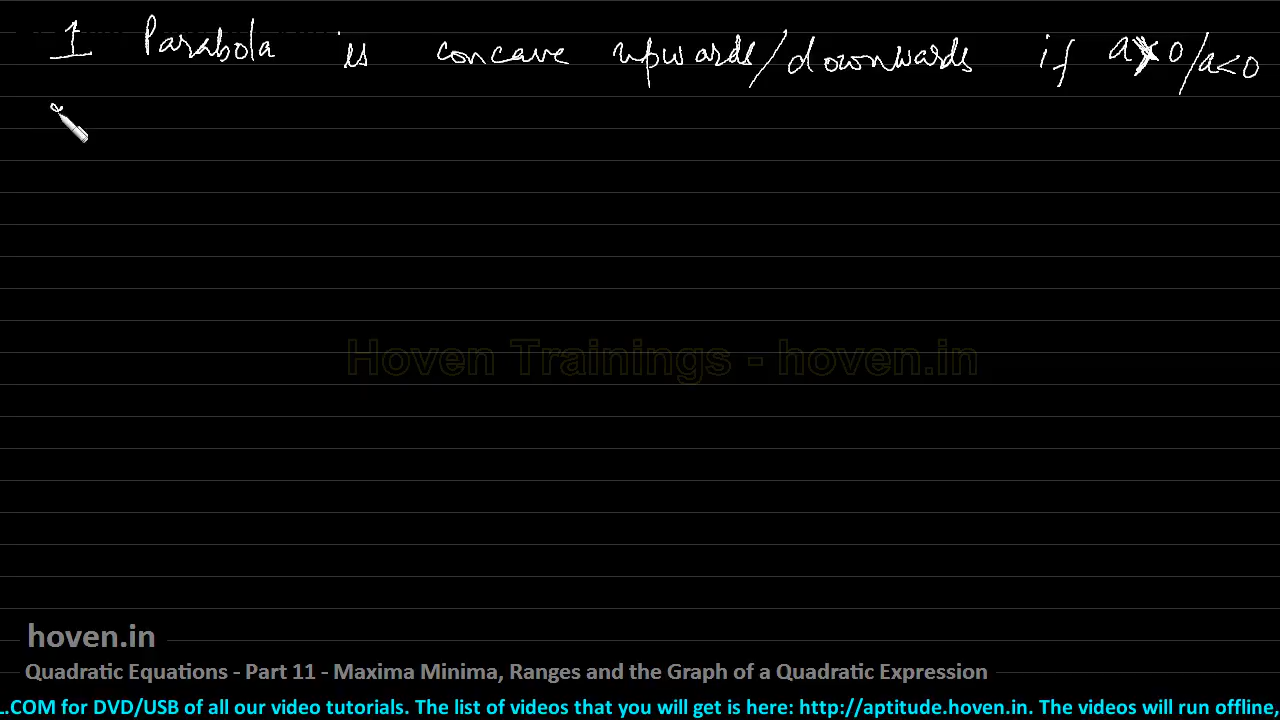 1 Parabola is concave upwards/downwards if a>0/a<0
Hoven Trainings - hoven.in
hoven.in
Quadratic Equations - Part 11 - Maxima Minima, Ranges and the Graph of a Quadratic Expression
L.COM for DVD/USB of all our video tutorials. The list of videos that you will get is here: http://aptitude.hoven.in. The videos will run offline,